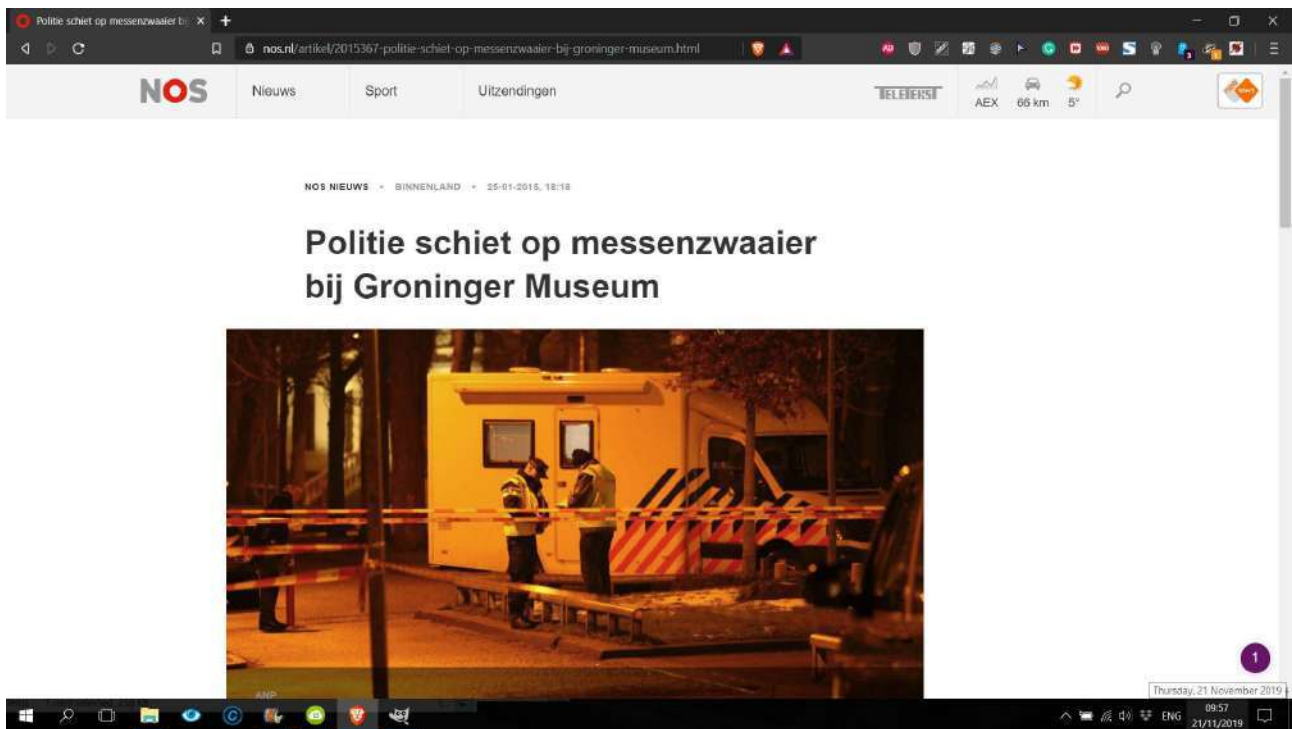 Politie schiet op messenzwaaier bij
nos.nl/artikel/2015367-politie-schiet-op-messenzwaaier-bij-groninger-museum.html
NOS Nieuws Sport Uitzendingen TELETEKST AEX 66 km 5°
NOS NIEUWS • BINNENLAND • 25-01-2015, 18:18
Politie schiet op messenzwaaier
bij Groninger Museum
ANP
1
Thursday, 21 November 2019
ENG 09:57
21/11/2019